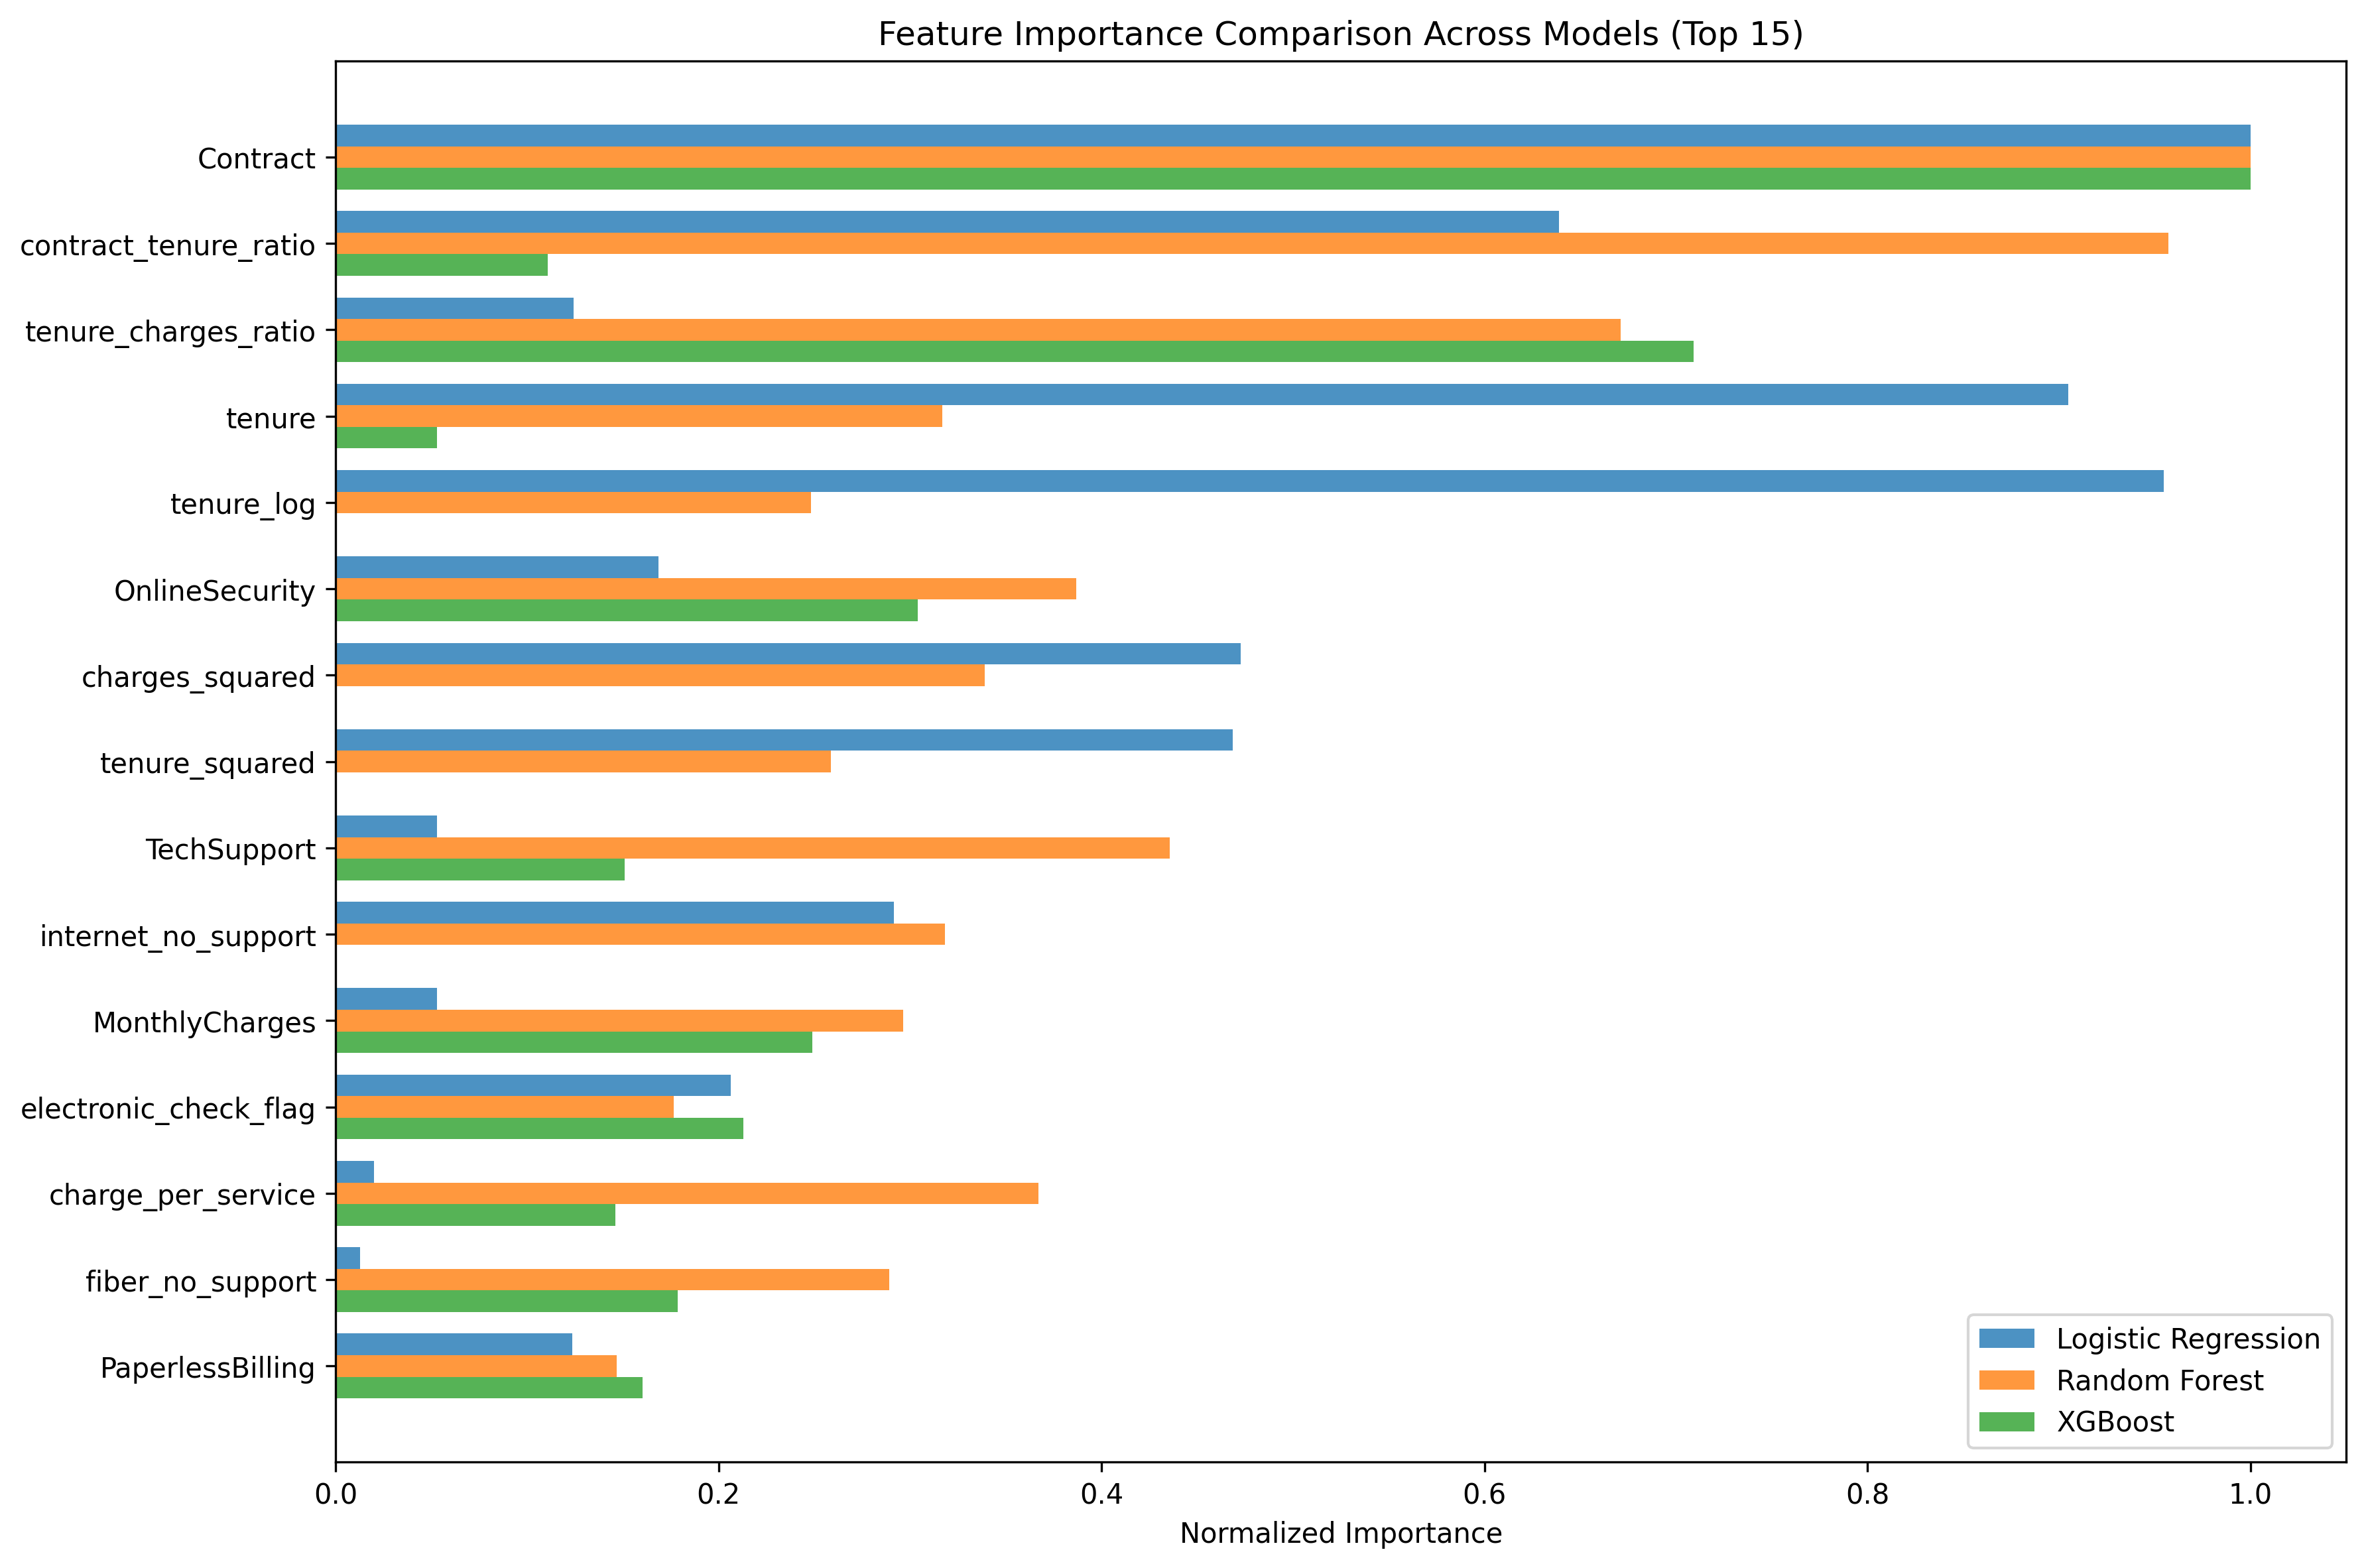 Feature Importance Comparison Across Models (Top 15)
Contract
contract_tenure_ratio
tenure_charges_ratio
tenure
tenure_log
OnlineSecurity
charges_squared
tenure_squared
TechSupport
internet_no_support
MonthlyCharges
electronic_check_flag
charge_per_service
fiber_no_support
PaperlessBilling
Logistic Regression
Random Forest
XGBoost
0.0 0.2 0.4 0.6 0.8 1.0
Normalized Importance